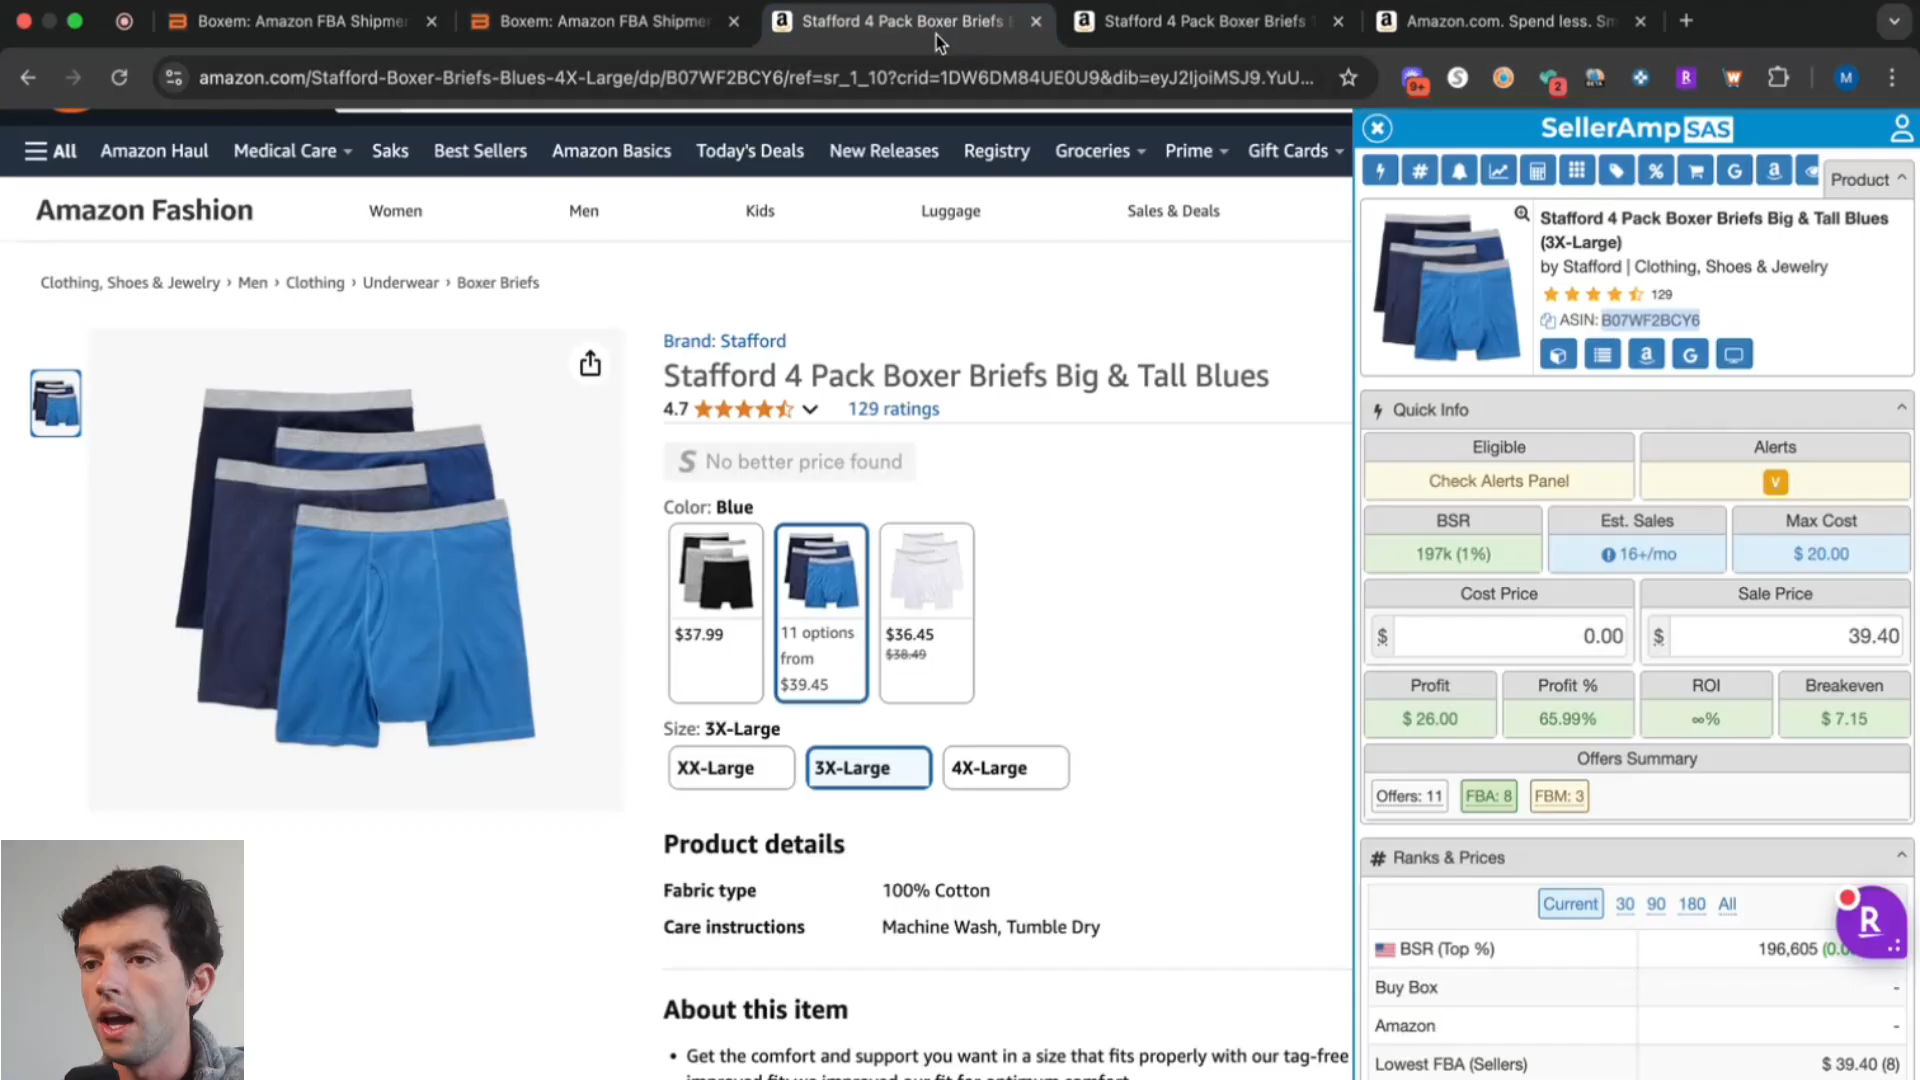 Boxem: Amazon FBA Shipmer
Boxem: Amazon FBA Shipmer
Stafford 4 Pack Boxer Briefs
Stafford 4 Pack Boxer Briefs
Amazon.com. Spend less. Sm
amazon.com/Stafford-Boxer-Briefs-Blues-4X-Large/dp/B07WF2BCY6/ref=sr_1_10?crid=1DW6DM84UE0U9&dib=eyJ2IjoiMSJ9.YuU...
9+
2
M
All
Amazon Haul
Medical Care
Saks
Best Sellers
Amazon Basics
Today's Deals
New Releases
Registry
Groceries
Prime
Gift Cards
Amazon Fashion
Women
Men
Kids
Luggage
Sales & Deals
Clothing, Shoes & Jewelry › Men › Clothing › Underwear › Boxer Briefs
Brand: Stafford
Stafford 4 Pack Boxer Briefs Big & Tall Blues
4.7
129 ratings
S No better price found
Color: Blue
$37.99
11 options
from
$39.45
$36.45
$38.49
Size: 3X-Large
XX-Large
3X-Large
4X-Large
Product details
Fabric type
100% Cotton
Care instructions
Machine Wash, Tumble Dry
About this item
• Get the comfort and support you want in a size that fits properly with our tag-free
SellerAmp SAS
Product
Stafford 4 Pack Boxer Briefs Big & Tall Blues
(3X-Large)
by Stafford | Clothing, Shoes & Jewelry
129
ASIN: B07WF2BCY6
Quick Info
Eligible
Alerts
Check Alerts Panel
V
BSR
Est. Sales
Max Cost
197k (1%)
16+/mo
$ 20.00
Cost Price
Sale Price
$ 0.00
$ 39.40
Profit
Profit %
ROI
Breakeven
$ 26.00
65.99%
∞%
$ 7.15
Offers Summary
Offers: 11
FBA: 8
FBM: 3
# Ranks & Prices
Current
30
90
180
All
R
BSR (Top %)
196,605
Buy Box
-
Amazon
-
Lowest FBA (Sellers)
$ 39.40 (8)